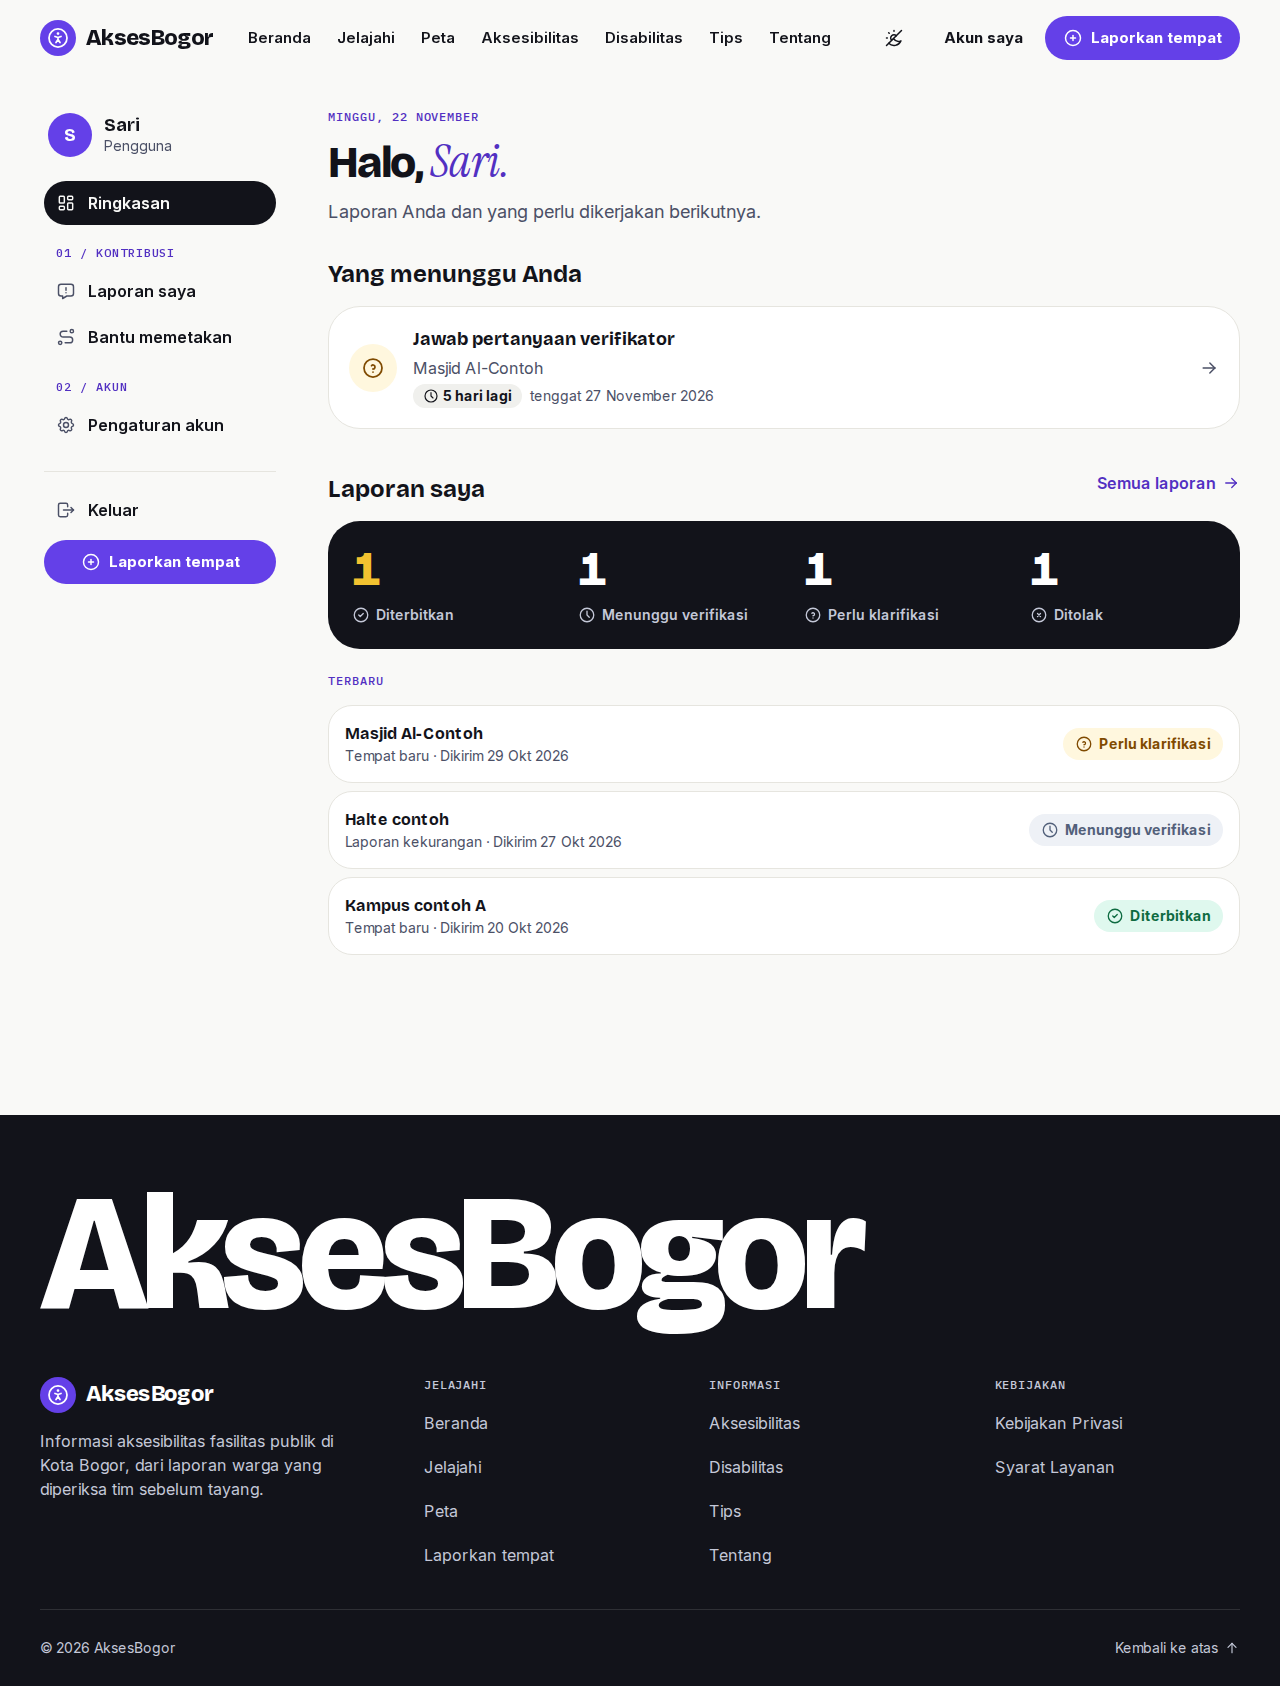 AksesBogor
Beranda
Jelajahi
Peta
Aksesibilitas
Disabilitas
Tips
Tentang
Akun saya
Laporkan tempat
S
Sari
Pengguna
Ringkasan
01 / KONTRIBUSI
Laporan saya
Bantu memetakan
02 / AKUN
Pengaturan akun
Keluar
Laporkan tempat
MINGGU, 22 NOVEMBER
Halo, Sari.
Laporan Anda dan yang perlu dikerjakan berikutnya.
Yang menunggu Anda
Jawab pertanyaan verifikator
Masjid Al-Contoh
5 hari lagi tenggat 27 November 2026
Laporan saya
Semua laporan
1
Diterbitkan
1
Menunggu verifikasi
1
Perlu klarifikasi
1
Ditolak
TERBARU
Masjid Al-Contoh
Tempat baru · Dikirim 29 Okt 2026
Perlu klarifikasi
Halte contoh
Laporan kekurangan · Dikirim 27 Okt 2026
Menunggu verifikasi
Kampus contoh A
Tempat baru · Dikirim 20 Okt 2026
Diterbitkan
AksesBogor
AksesBogor
Informasi aksesibilitas fasilitas publik di
Kota Bogor, dari laporan warga yang
diperiksa tim sebelum tayang.
JELAJAHI
Beranda
Jelajahi
Peta
Laporkan tempat
INFORMASI
Aksesibilitas
Disabilitas
Tips
Tentang
KEBIJAKAN
Kebijakan Privasi
Syarat Layanan
© 2026 AksesBogor
Kembali ke atas